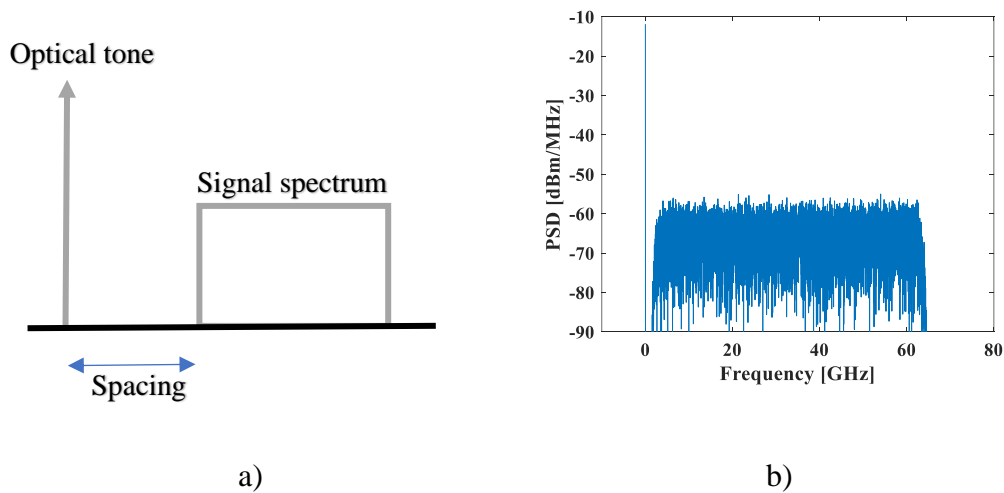 Optical tone
Signal spectrum
Spacing
a)
-10
-20
-30
-40
-50
-60
-70
-80
-90
PSD [dBm/MHz]
0
20
40
60
80
Frequency [GHz]
b)